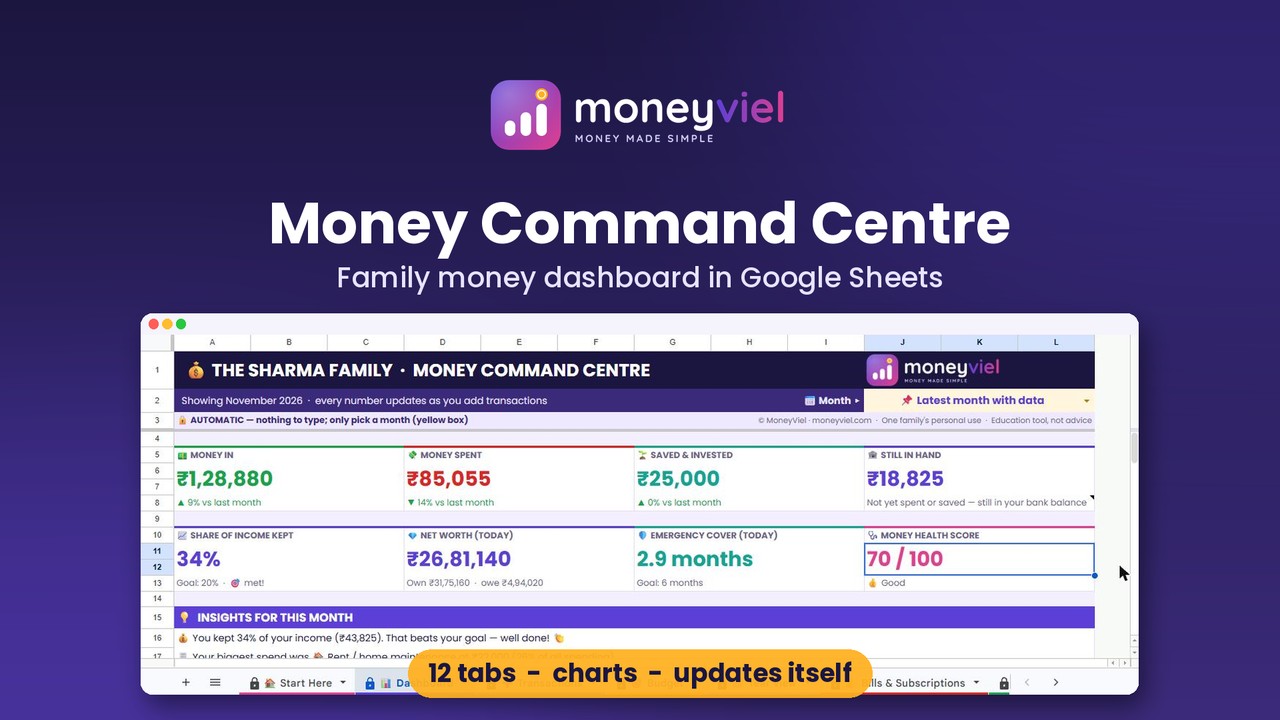 moneyviel
MONEY MADE SIMPLE
Money Command Centre
Family money dashboard in Google Sheets
A B C D E F G H I J K L
1 💰 THE SHARMA FAMILY · MONEY COMMAND CENTRE moneyviel
MONEY MADE SIMPLE
2 Showing November 2026 · every number updates as you add transactions 🗓️ Month ▸ 📌 Latest month with data
3 🔒 AUTOMATIC — nothing to type; only pick a month (yellow box) © MoneyViel · moneyviel.com · One family's personal use · Education tool, not advice
4
5 💵 MONEY IN 💸 MONEY SPENT 🌱 SAVED & INVESTED 🏦 STILL IN HAND
6 ₹1,28,880 ₹85,055 ₹25,000 ₹18,825
7
8 ▲ 9% vs last month ▼ 14% vs last month ▲ 0% vs last month Not yet spent or saved — still in your bank balance
9
10 📈 SHARE OF INCOME KEPT 💎 NET WORTH (TODAY) 🛡️ EMERGENCY COVER (TODAY) 🩺 MONEY HEALTH SCORE
11 34% ₹26,81,140 2.9 months 70 / 100
12
13 Goal: 20% · 🎯 met! Own ₹31,75,160 · owe ₹4,94,020 Goal: 6 months 👍 Good
14
15 💡 INSIGHTS FOR THIS MONTH
16 💰 You kept 34% of your income (₹43,825). That beats your goal — well done! 👏
17 Your biggest spend was 🏠 Rent / home
12 tabs - charts - updates itself
+ ≡ 🔒 🏠 Start Here 🔒 Bills & Subscriptions